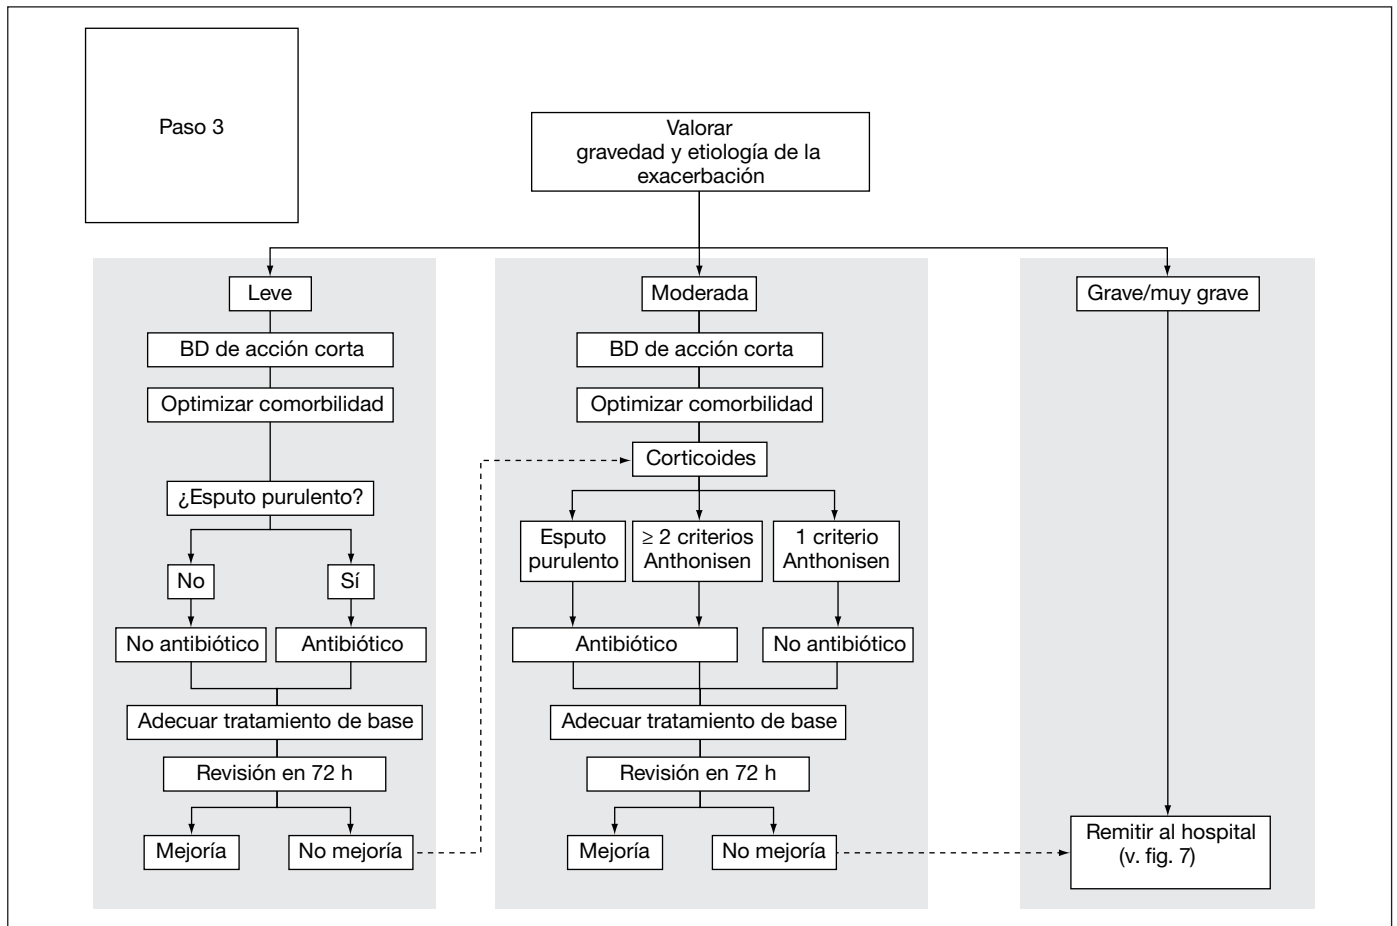 Paso 3
Valorar
gravedad y etiología de la
exacerbación
Leve
BD de acción corta
Optimizar comorbilidad
¿Esputo purulento?
No
Sí
No antibiótico
Antibiótico
Adecuar tratamiento de base
Revisión en 72 h
Mejoría
No mejoría
Moderada
BD de acción corta
Optimizar comorbilidad
Corticoides
Esputo
purulento
≥ 2 criterios
Anthonisen
1 criterio
Anthonisen
Antibiótico
No antibiótico
Adecuar tratamiento de base
Revisión en 72 h
Mejoría
No mejoría
Grave/muy grave
Remitir al hospital
(v. fig. 7)